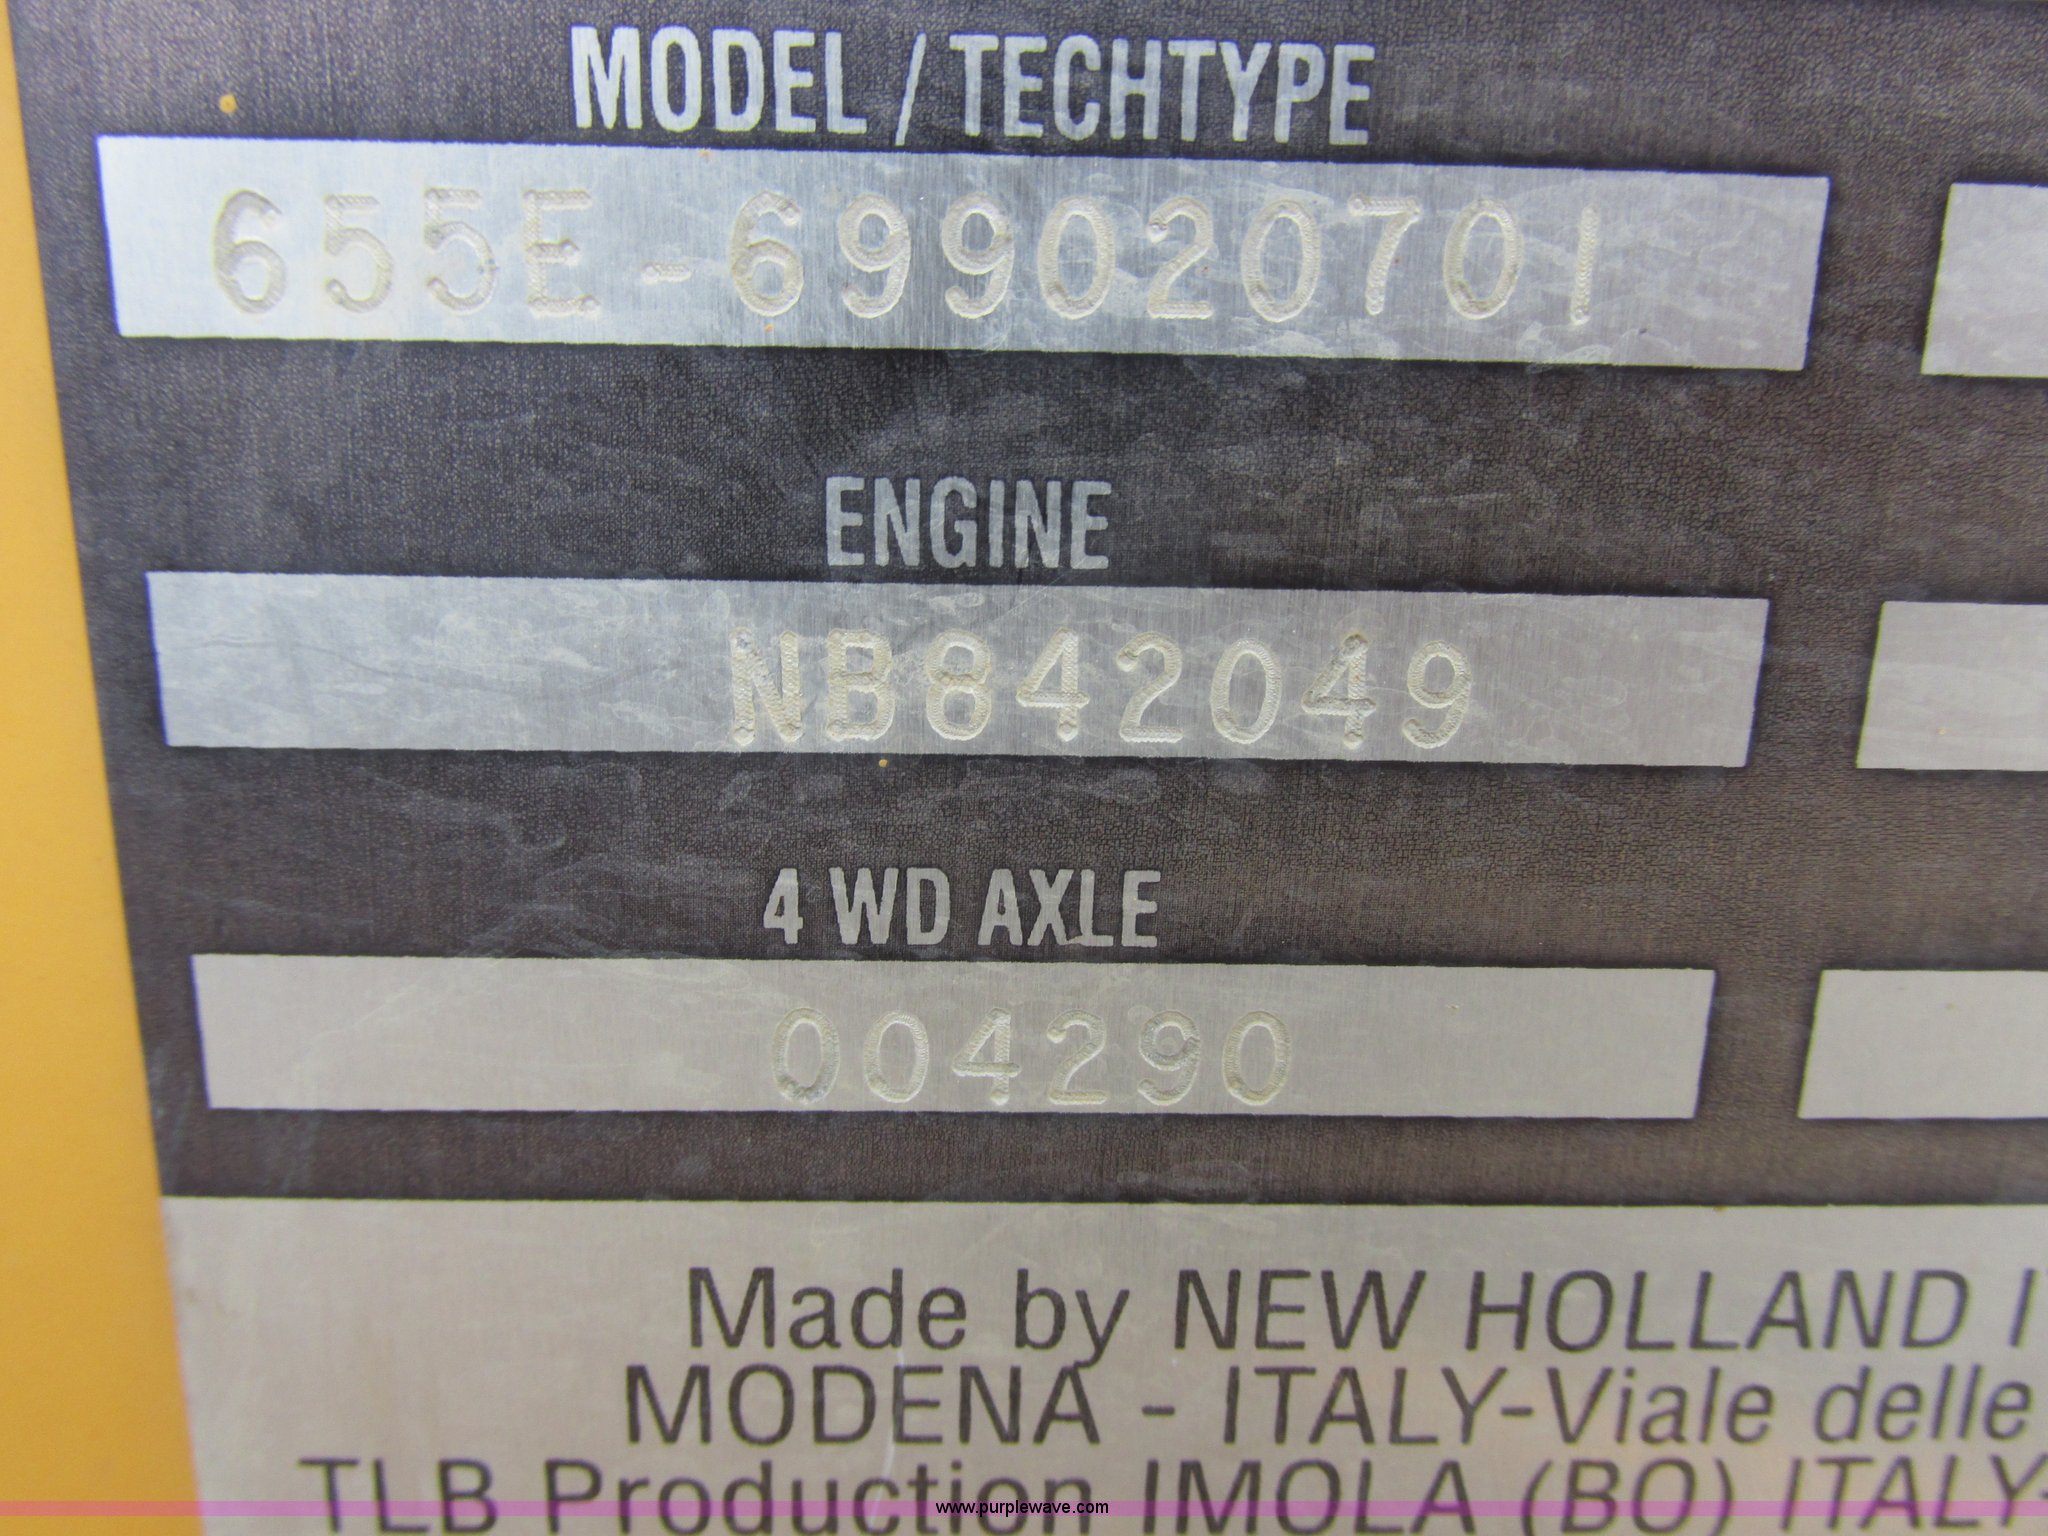 MODEL / TECHTYPE
655E-699020701
ENGINE
NB842049
4 WD AXLE
004290
Made by NEW HOLLAND
MODENA - ITALY-Viale delle
TLB Production IMOLA (BO) ITALY-
www.purplewave.com